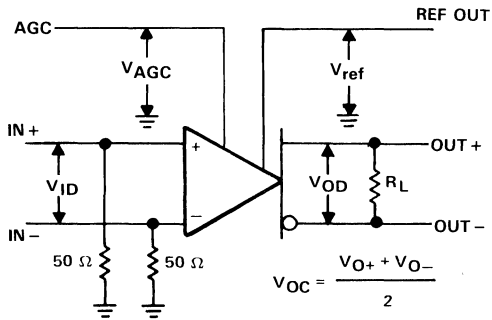 AGC
REF OUT
VAGC
Vref
IN+
+
OUT+
VID
VOD
RL
IN−
−
OUT−
50 Ω
50 Ω
VOC = VO+ + VO− / 2